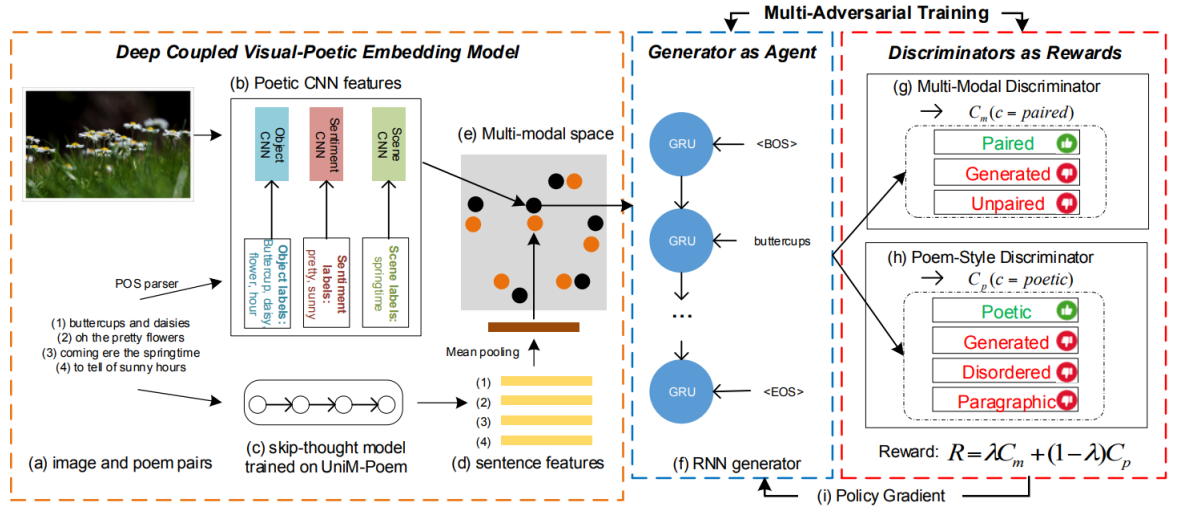 Multi-Adversarial Training
Deep Coupled Visual-Poetic Embedding Model
(b) Poetic CNN features
Object CNN
Sentiment CNN
Scene CNN
Object labels: Buttercup, daisy, flower, hour
Sentiment labels: pretty, sunny
Scene labels: springtime
POS parser
(1) buttercups and daisies
(2) oh the pretty flowers
(3) coming ere the springtime
(4) to tell of sunny hours
(a) image and poem pairs
(c) skip-thought model
trained on UniM-Poem
(e) Multi-modal space
Mean pooling
(1)
(2)
(3)
(4)
(d) sentence features
Generator as Agent
GRU
<BOS>
GRU
buttercups
...
GRU
<EOS>
(f) RNN generator
Discriminators as Rewards
(g) Multi-Modal Discriminator
C_m(c = paired)
Paired
Generated
Unpaired
(h) Poem-Style Discriminator
C_p(c = poetic)
Poetic
Generated
Disordered
Paragraphic
Reward: R = λC_m + (1−λ)C_p
(i) Policy Gradient